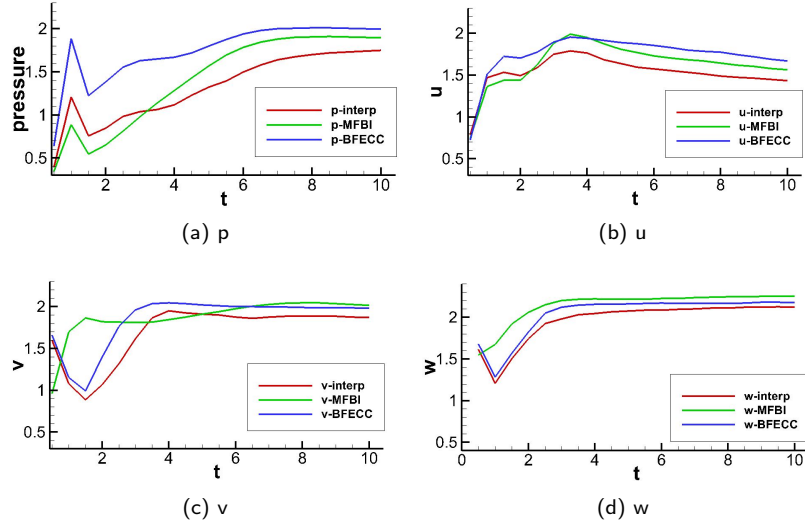 2
1.5
1
0.5
pressure
p-interp
p-MFBI
p-BFECC
2 4 6 8 10
t
(a) p
2
1.5
1
0.5
u
u-interp
u-MFBI
u-BFECC
2 4 6 8 10
t
(b) u
2
1.5
1
0.5
v
v-interp
v-MFBI
v-BFECC
2 4 6 8 10
t
(c) v
2
1.5
1
0.5
w
w-interp
w-MFBI
w-BFECC
0 2 4 6 8 10
t
(d) w